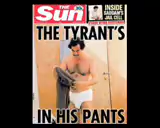 The Sun
INSIDE
SADDAM'S
JAIL CELL
THE TYRANT'S
IN HIS PANTS